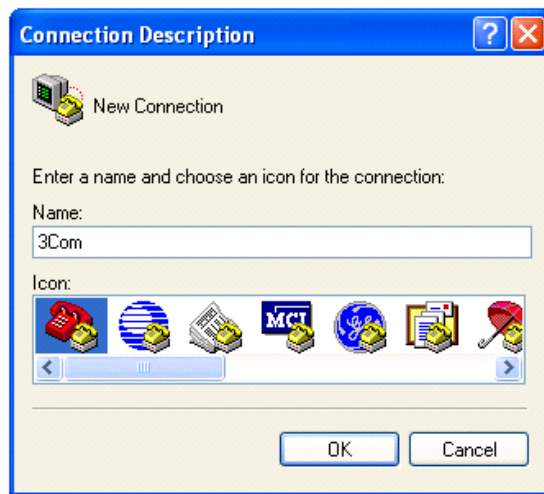 Connection Description
New Connection
Enter a name and choose an icon for the connection:
Name:
3Com
Icon:
MCI
OK
Cancel